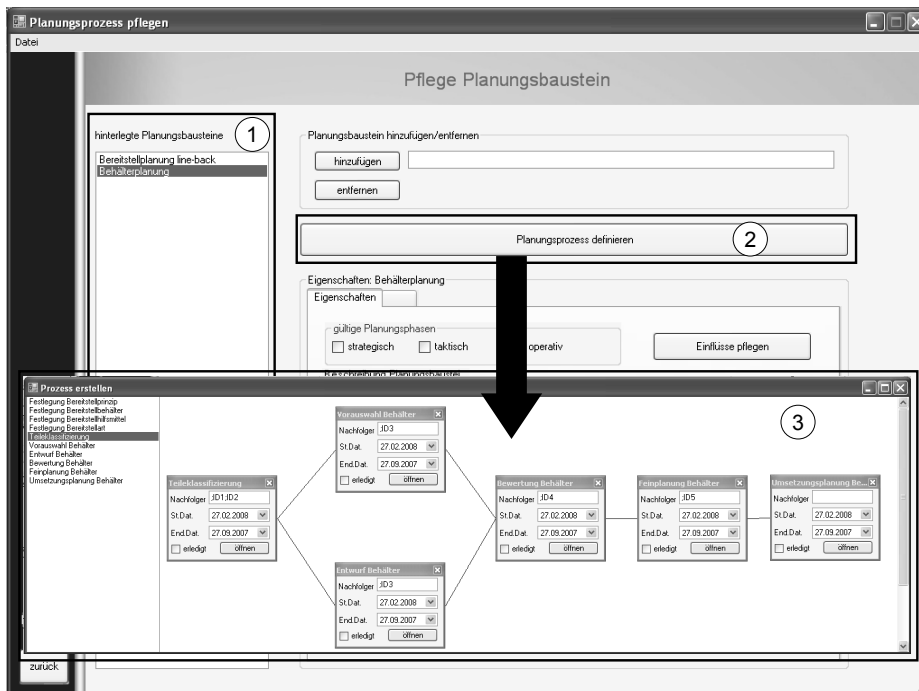 Planungsprozess pflegen
Datei
Pflege Planungsbaustein
hinterlegte Planungsbausteine
1
Bereitstellplanung line-back
Behälterplanung
Planungsbaustein hinzufügen/entfernen
hinzufügen
entfernen
Planungsprozess definieren
2
Eigenschaften: Behälterplanung
Eigenschaften
gültige Planungsphasen
strategisch
taktisch
operativ
Einflüsse pflegen
Prozess erstellen
3
Festlegung Bereitstellprinzip
Festlegung Bereitstellbehälter
Festlegung Bereitstellhilfsmittel
Festlegung Bereitstellart
Teileklassifizierung
Vorauswahl Behälter
Entwurf Behälter
Bewertung Behälter
Feinplanung Behälter
Umsetzungsplanung Behälter
Teileklassifizierung
Nachfolger ;ID1;ID2
St.Dat. 27.02.2008
End.Dat. 27.09.2007
erledigt öffnen
Vorauswahl Behälter
Nachfolger ;ID3
St.Dat. 27.02.2008
End.Dat. 27.09.2007
erledigt öffnen
Entwurf Behälter
Nachfolger ;ID3
St.Dat. 27.02.2008
End.Dat. 27.09.2007
erledigt öffnen
Bewertung Behälter
Nachfolger ;ID4
St.Dat. 27.02.2008
End.Dat. 27.09.2007
erledigt öffnen
Feinplanung Behälter
Nachfolger ;ID5
St.Dat. 27.02.2008
End.Dat. 27.09.2007
erledigt öffnen
Umsetzungsplanung Be...
Nachfolger
St.Dat. 27.02.2008
End.Dat. 27.09.2007
erledigt öffnen
zurück